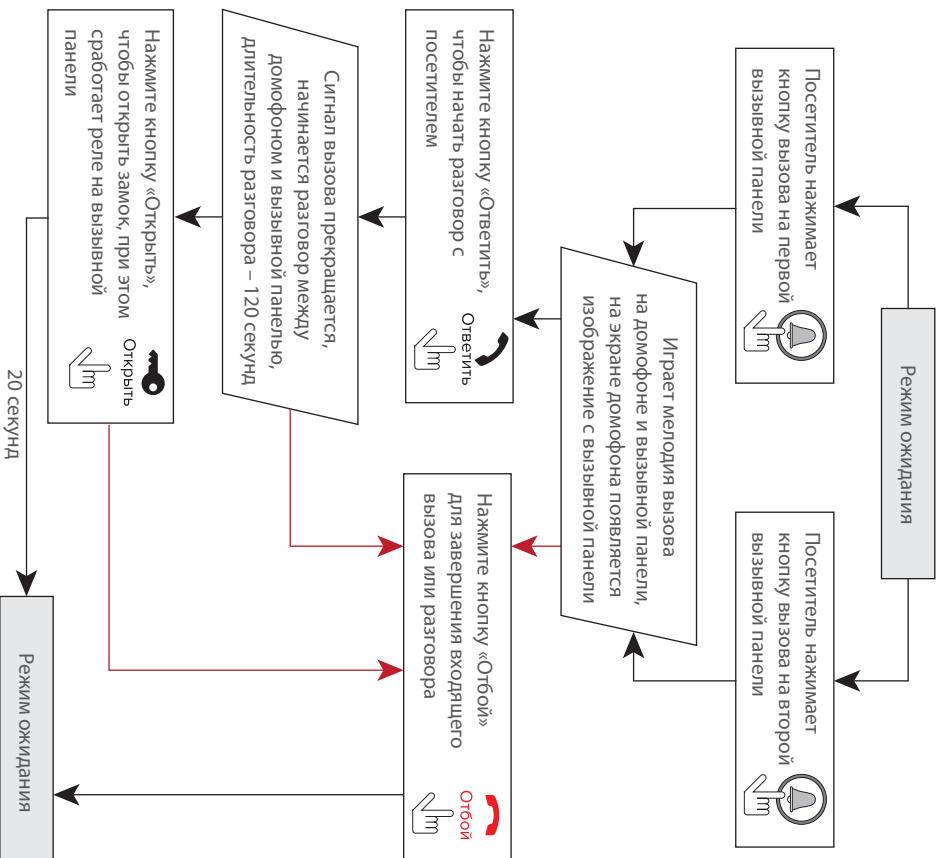 Режим ожидания
Посетитель нажимает
кнопку вызова на первой
вызывной панели
Посетитель нажимает
кнопку вызова на второй
вызывной панели
Играет мелодия вызова
на домофоне и вызывной панели,
на экране домофона появляется
изображение с вызывной панели
Нажмите кнопку «Ответить»,
чтобы начать разговор с
посетителем
Ответить
Нажмите кнопку «Отбой»
для завершения входящего
вызова или разговора
Отбой
Сигнал вызова прекращается,
начинается разговор между
домофоном и вызывной панелью,
длительность разговора – 120 секунд
Нажмите кнопку «Открыть»,
чтобы открыть замок, при этом
сработает реле на вызывной
панели
Открыть
20 секунд
Режим ожидания